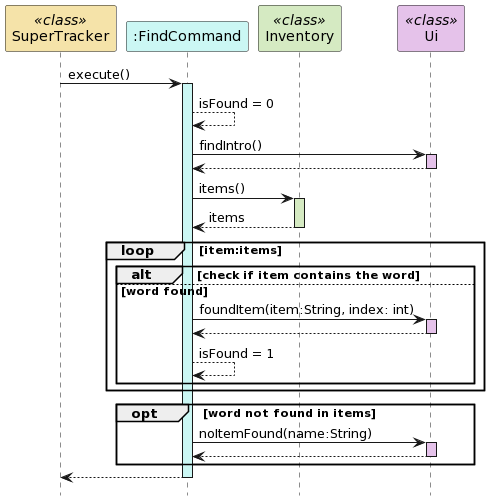 «class»
SuperTracker
:FindCommand
«class»
Inventory
«class»
Ui
execute()
isFound = 0
findIntro()
items()
items
loop [item:items]
alt [check if item contains the word]
[word found]
foundItem(item:String, index: int)
isFound = 1
opt [word not found in items]
noItemFound(name:String)